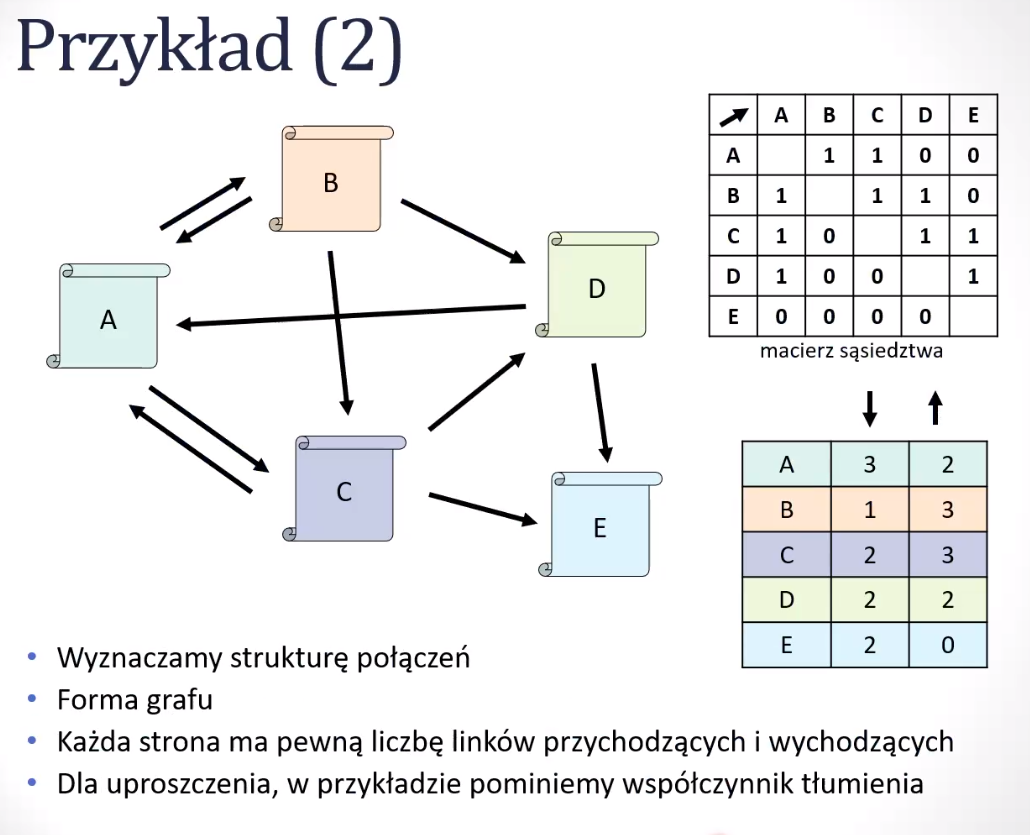 Przykład (2)
A B C D E
A 1 1 0 0
B 1 1 1 0
C 1 0 1 1
D 1 0 0 1
E 0 0 0 0
macierz sąsiedztwa
B
D
A
C
E
A 3 2
B 1 3
C 2 3
D 2 2
E 2 0
• Wyznaczamy strukturę połączeń
• Forma grafu
• Każda strona ma pewną liczbę linków przychodzących i wychodzących
• Dla uproszczenia, w przykładzie pominiemy współczynnik tłumienia